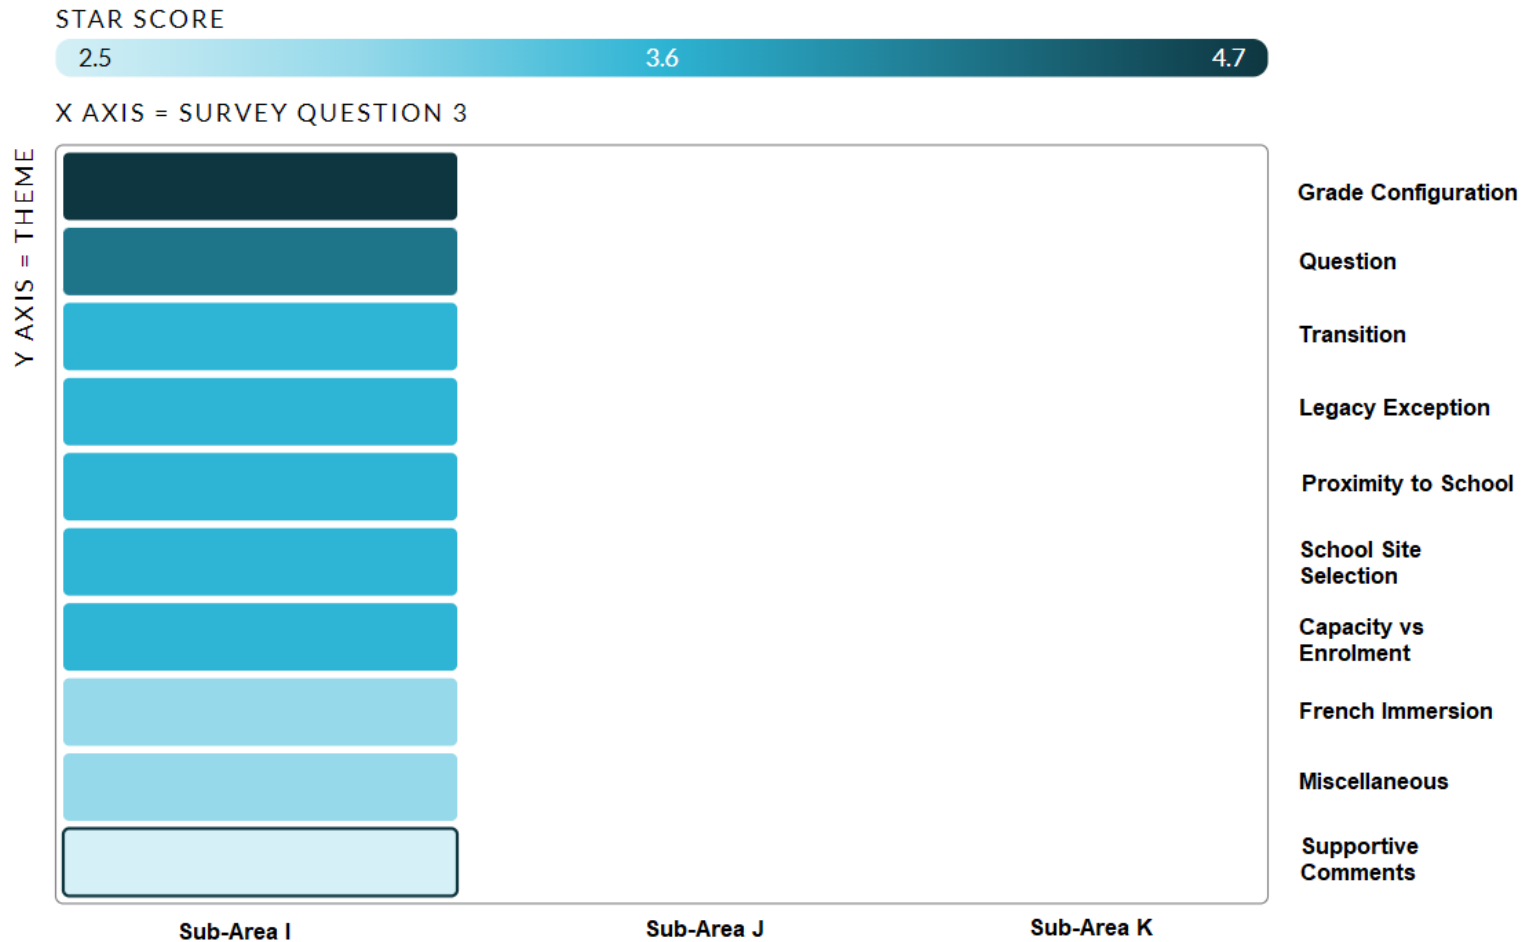 STAR SCORE
2.5 3.6 4.7
X AXIS = SURVEY QUESTION 3
Y AXIS = THEME
Grade Configuration
Question
Transition
Legacy Exception
Proximity to School
School Site
Selection
Capacity vs
Enrolment
French Immersion
Miscellaneous
Supportive
Comments
Sub-Area I Sub-Area J Sub-Area K